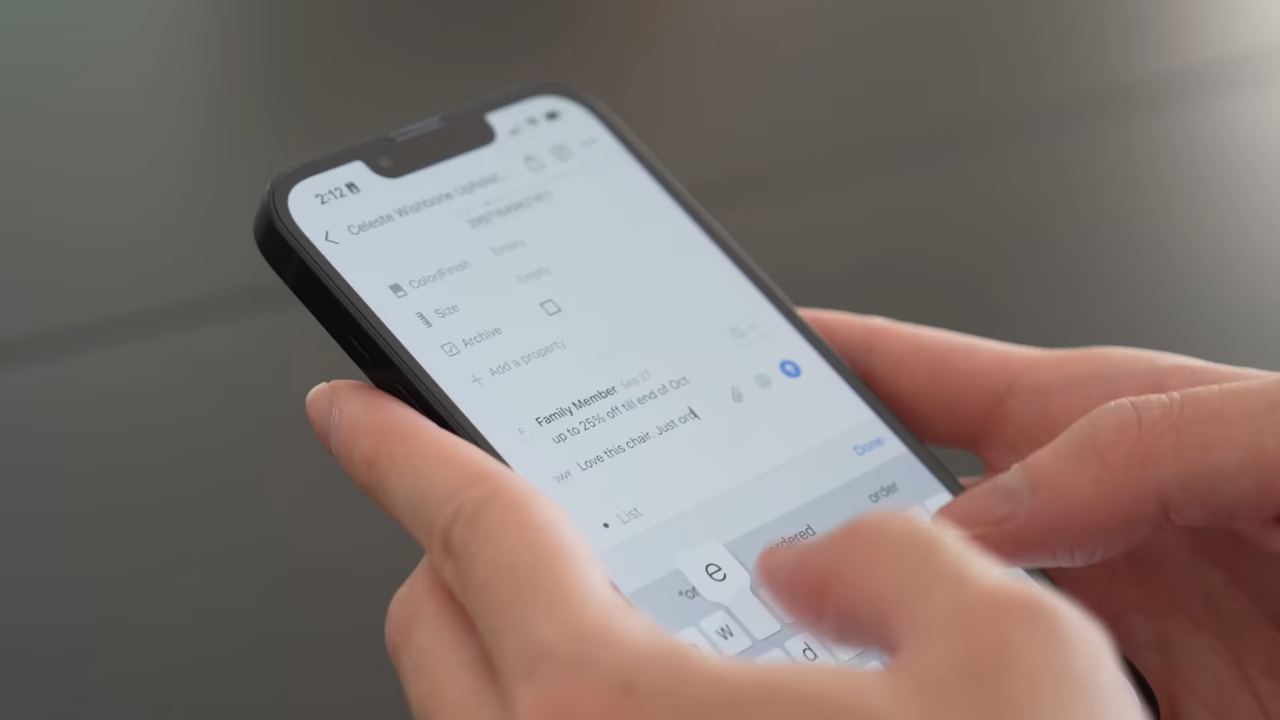 2:12
Celeste Wishbone
Color/Finish Empty
Size Empty
Archive
+ Add a property
F Family Member Sep 27
up to 25% off till end of Oct
Love this chair. Just ord
• List
Done
"or ordered order
e
w
d